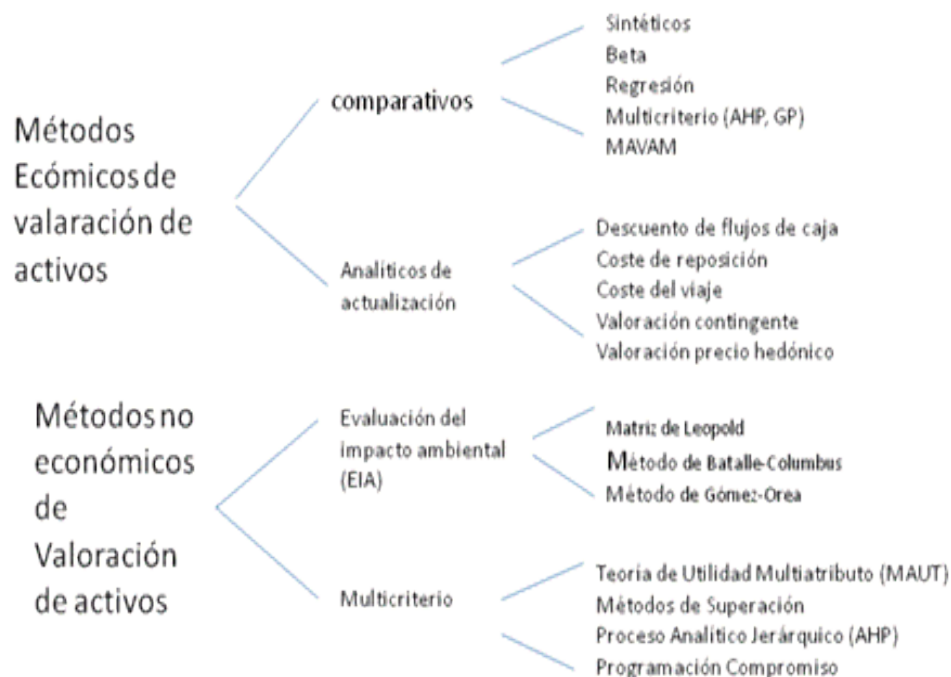 Métodos
Ecómicos de
valaración de
activos
comparativos
Sintéticos
Beta
Regresión
Multicriterio (AHP, GP)
MAVAM
Analíticos de
actualización
Descuento de flujos de caja
Coste de reposición
Coste del viaje
Valoración contingente
Valoración precio hedónico
Métodos no
económicos
de
Valoración
de activos
Evaluación del
impacto ambiental
(EIA)
Matriz de Leopold
Método de Batalle-Columbus
Método de Gómez-Orea
Multicriterio
Teoría de Utilidad Multiatributo (MAUT)
Métodos de Superación
Proceso Analítico Jerárquico (AHP)
Programación Compromiso